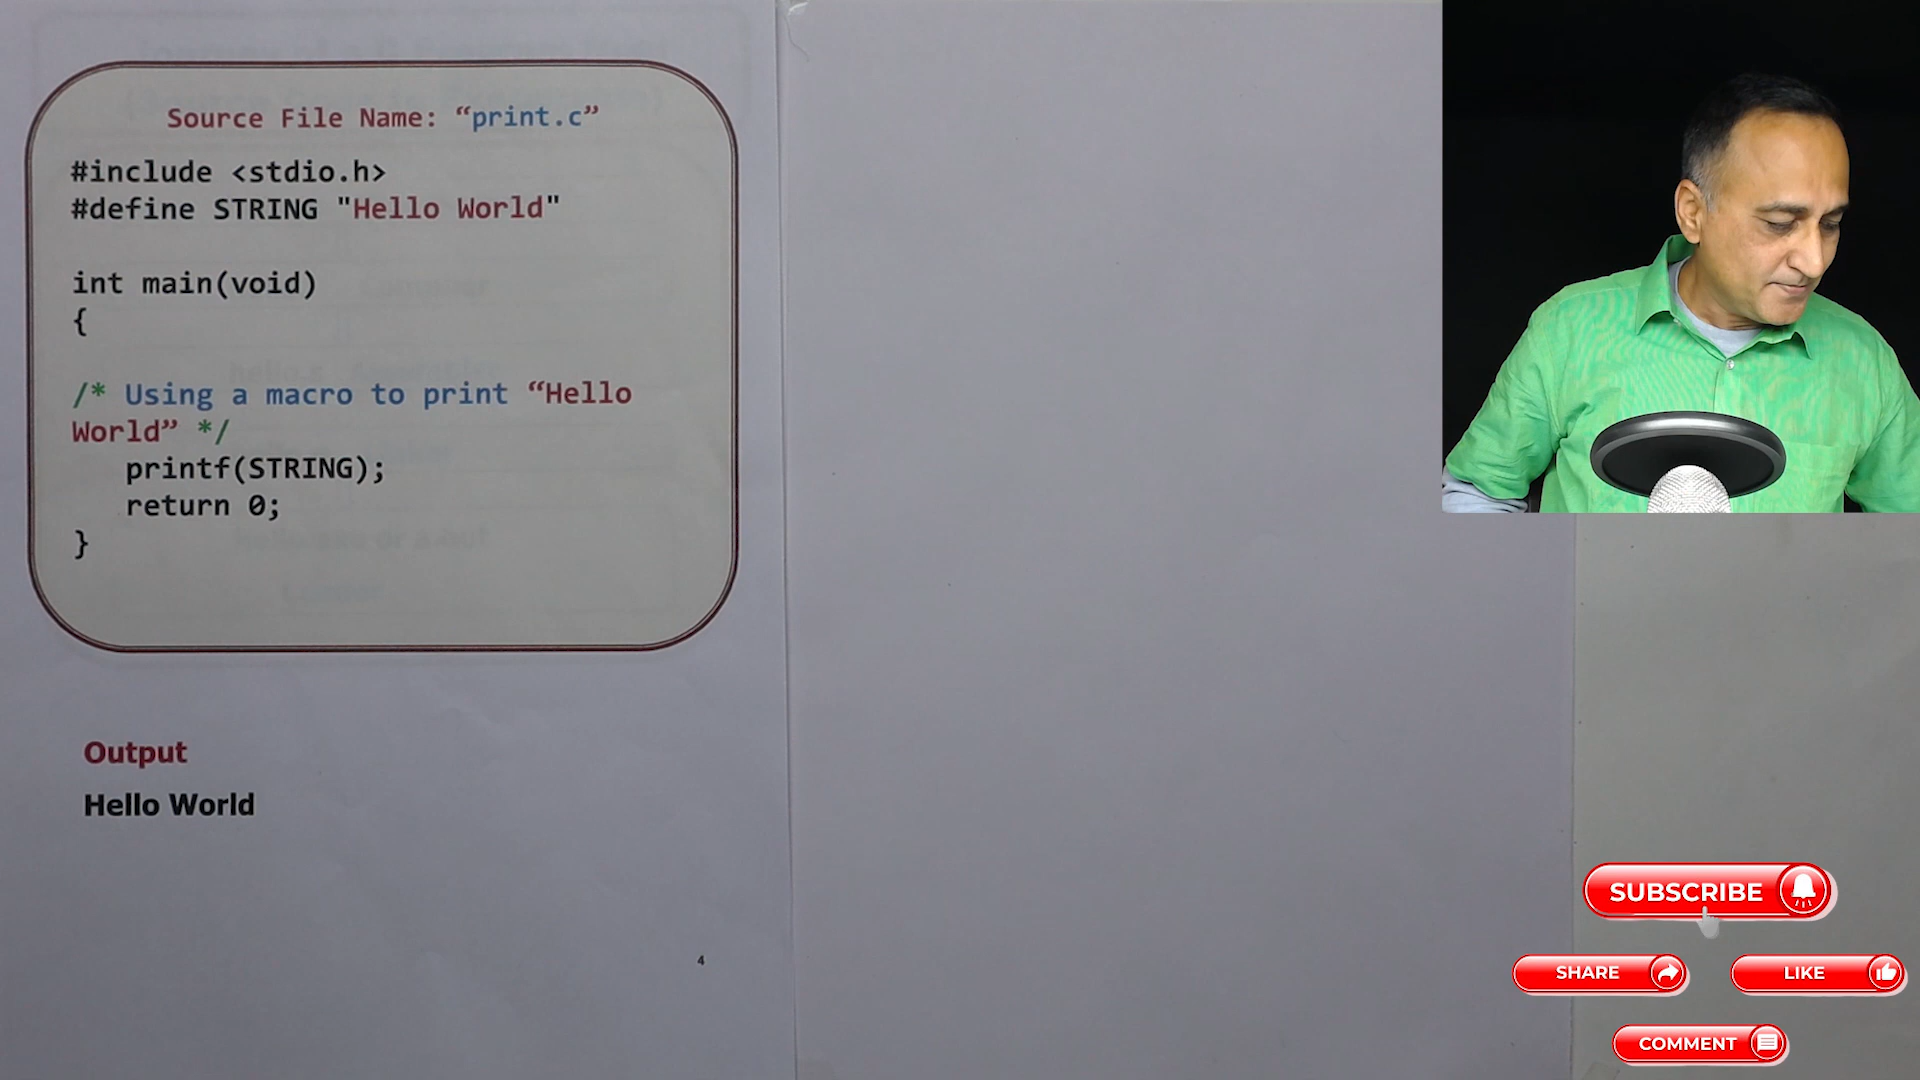 Source File Name: “print.c”
#include <stdio.h>
#define STRING "Hello World"
int main(void)
{
/* Using a macro to print “Hello
World” */
printf(STRING);
return 0;
}
Output
Hello World
4
SUBSCRIBE
SHARE
LIKE
COMMENT